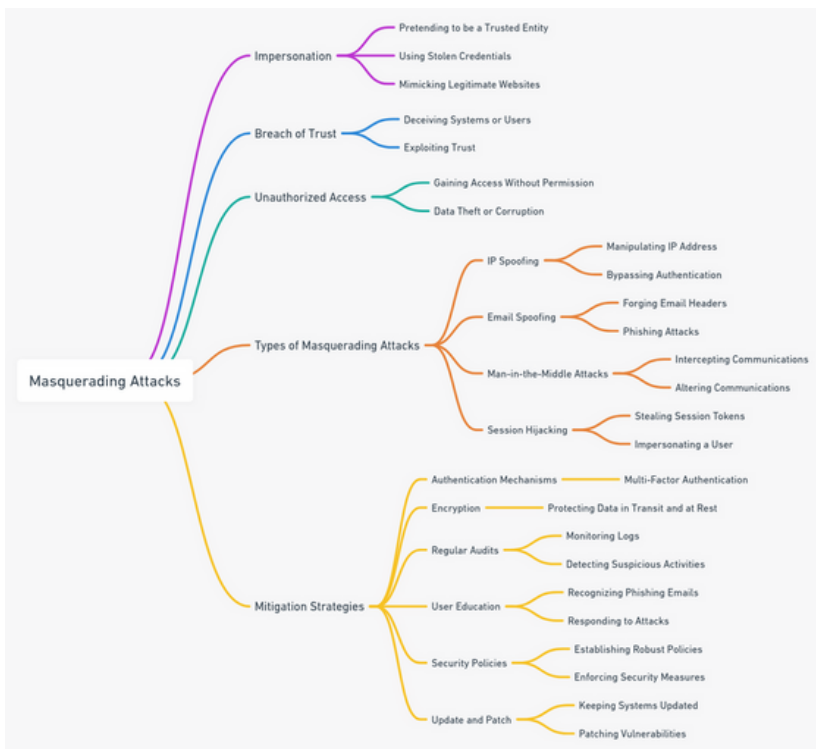 Masquerading Attacks
Impersonation
Pretending to be a Trusted Entity
Using Stolen Credentials
Mimicking Legitimate Websites
Breach of Trust
Deceiving Systems or Users
Exploiting Trust
Unauthorized Access
Gaining Access Without Permission
Data Theft or Corruption
Types of Masquerading Attacks
IP Spoofing
Manipulating IP Address
Bypassing Authentication
Email Spoofing
Forging Email Headers
Phishing Attacks
Man-in-the-Middle Attacks
Intercepting Communications
Altering Communications
Session Hijacking
Stealing Session Tokens
Impersonating a User
Mitigation Strategies
Authentication Mechanisms
Multi-Factor Authentication
Encryption
Protecting Data in Transit and at Rest
Regular Audits
Monitoring Logs
Detecting Suspicious Activities
User Education
Recognizing Phishing Emails
Responding to Attacks
Security Policies
Establishing Robust Policies
Enforcing Security Measures
Update and Patch
Keeping Systems Updated
Patching Vulnerabilities